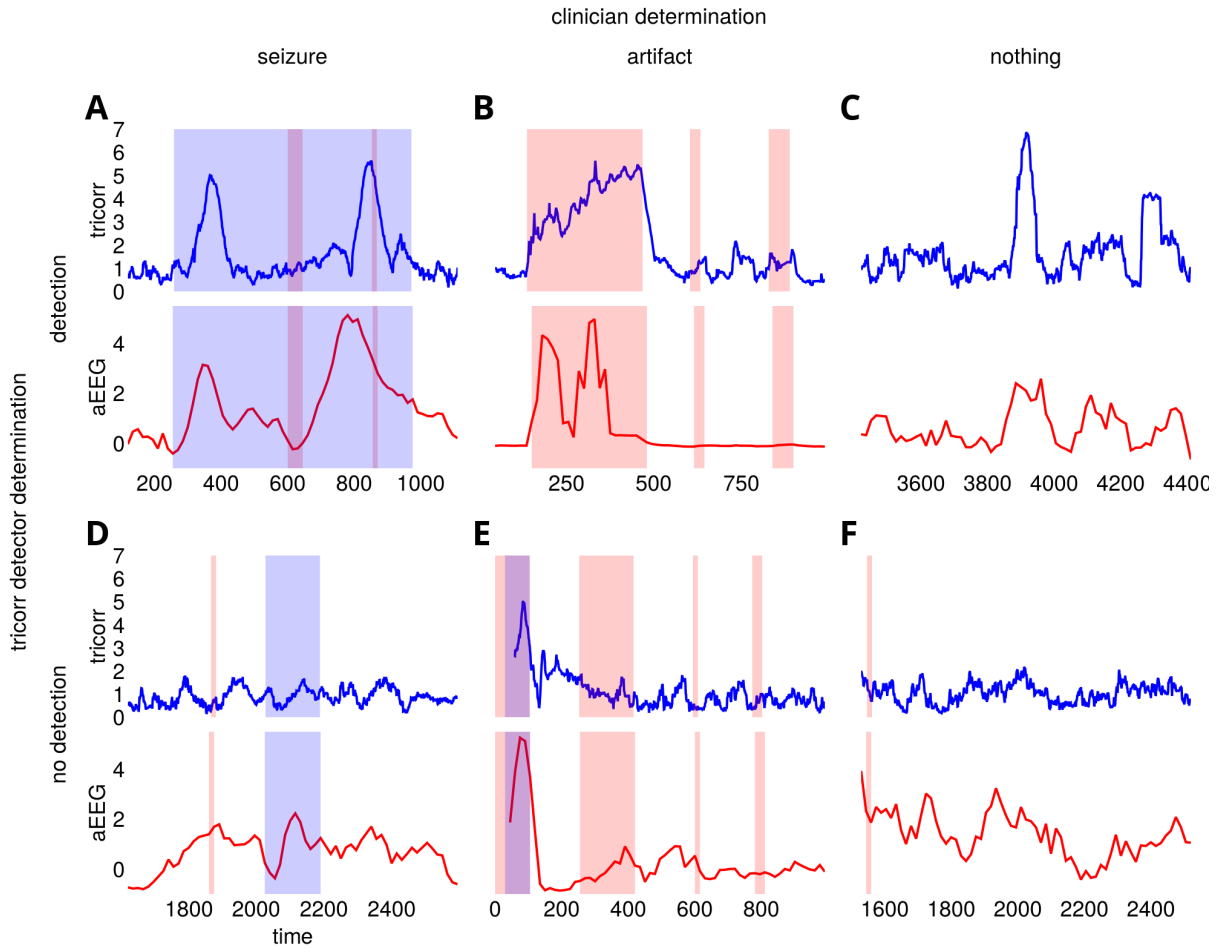 clinician determination
seizure
artifact
nothing
A
B
C
tricorr detector determination
detection
tricorr
7
6
5
4
3
2
1
0
aEEG
4
2
0
200 400 600 800 1000
250 500 750
3600 3800 4000 4200 4400
D
E
F
no detection
tricorr
7
6
5
4
3
2
1
0
aEEG
4
2
0
1800 2000 2200 2400
0 200 400 600 800
1600 1800 2000 2200 2400
time